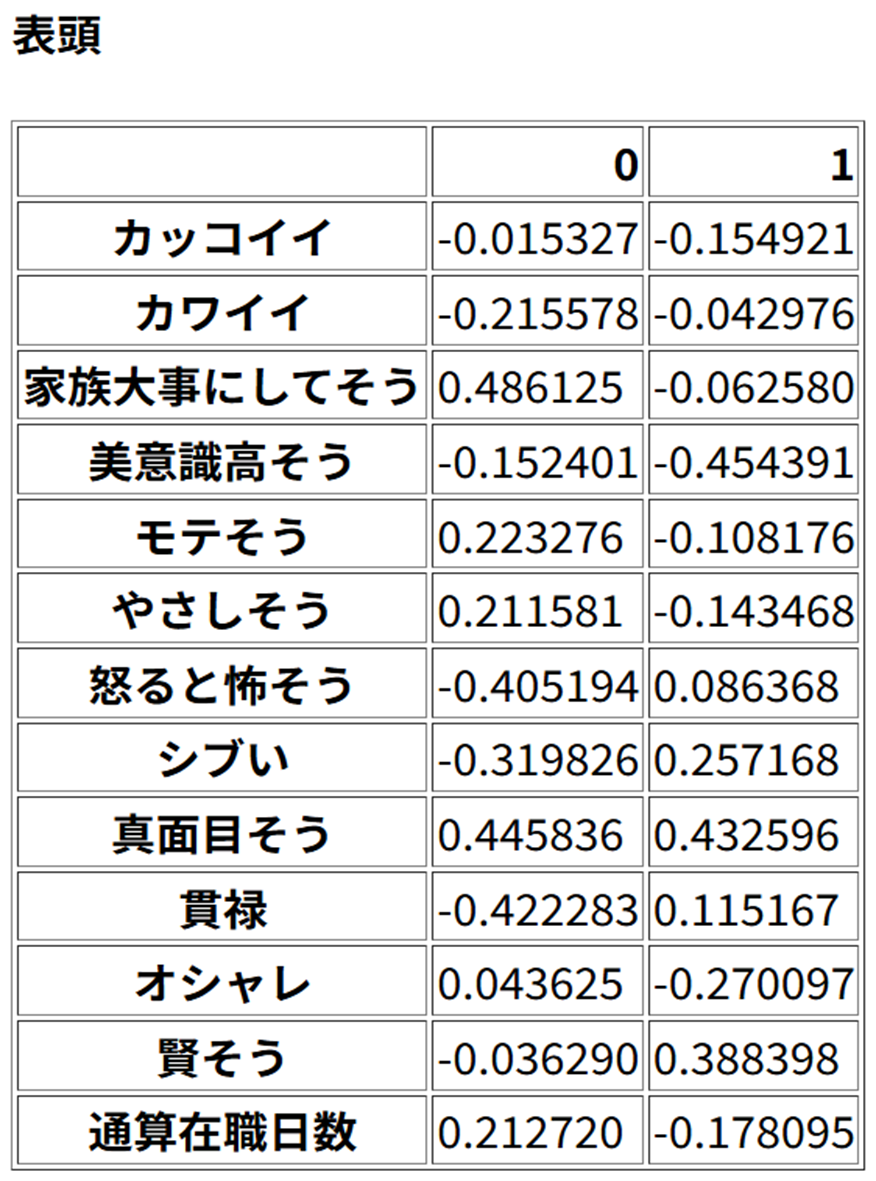 表頭
0 1
カッコイイ -0.015327 -0.154921
カワイイ -0.215578 -0.042976
家族大事にしてそう 0.486125 -0.062580
美意識高そう -0.152401 -0.454391
モテそう 0.223276 -0.108176
やさしそう 0.211581 -0.143468
怒ると怖そう -0.405194 0.086368
シブい -0.319826 0.257168
真面目そう 0.445836 0.432596
貫禄 -0.422283 0.115167
オシャレ 0.043625 -0.270097
賢そう -0.036290 0.388398
通算在職日数 0.212720 -0.178095